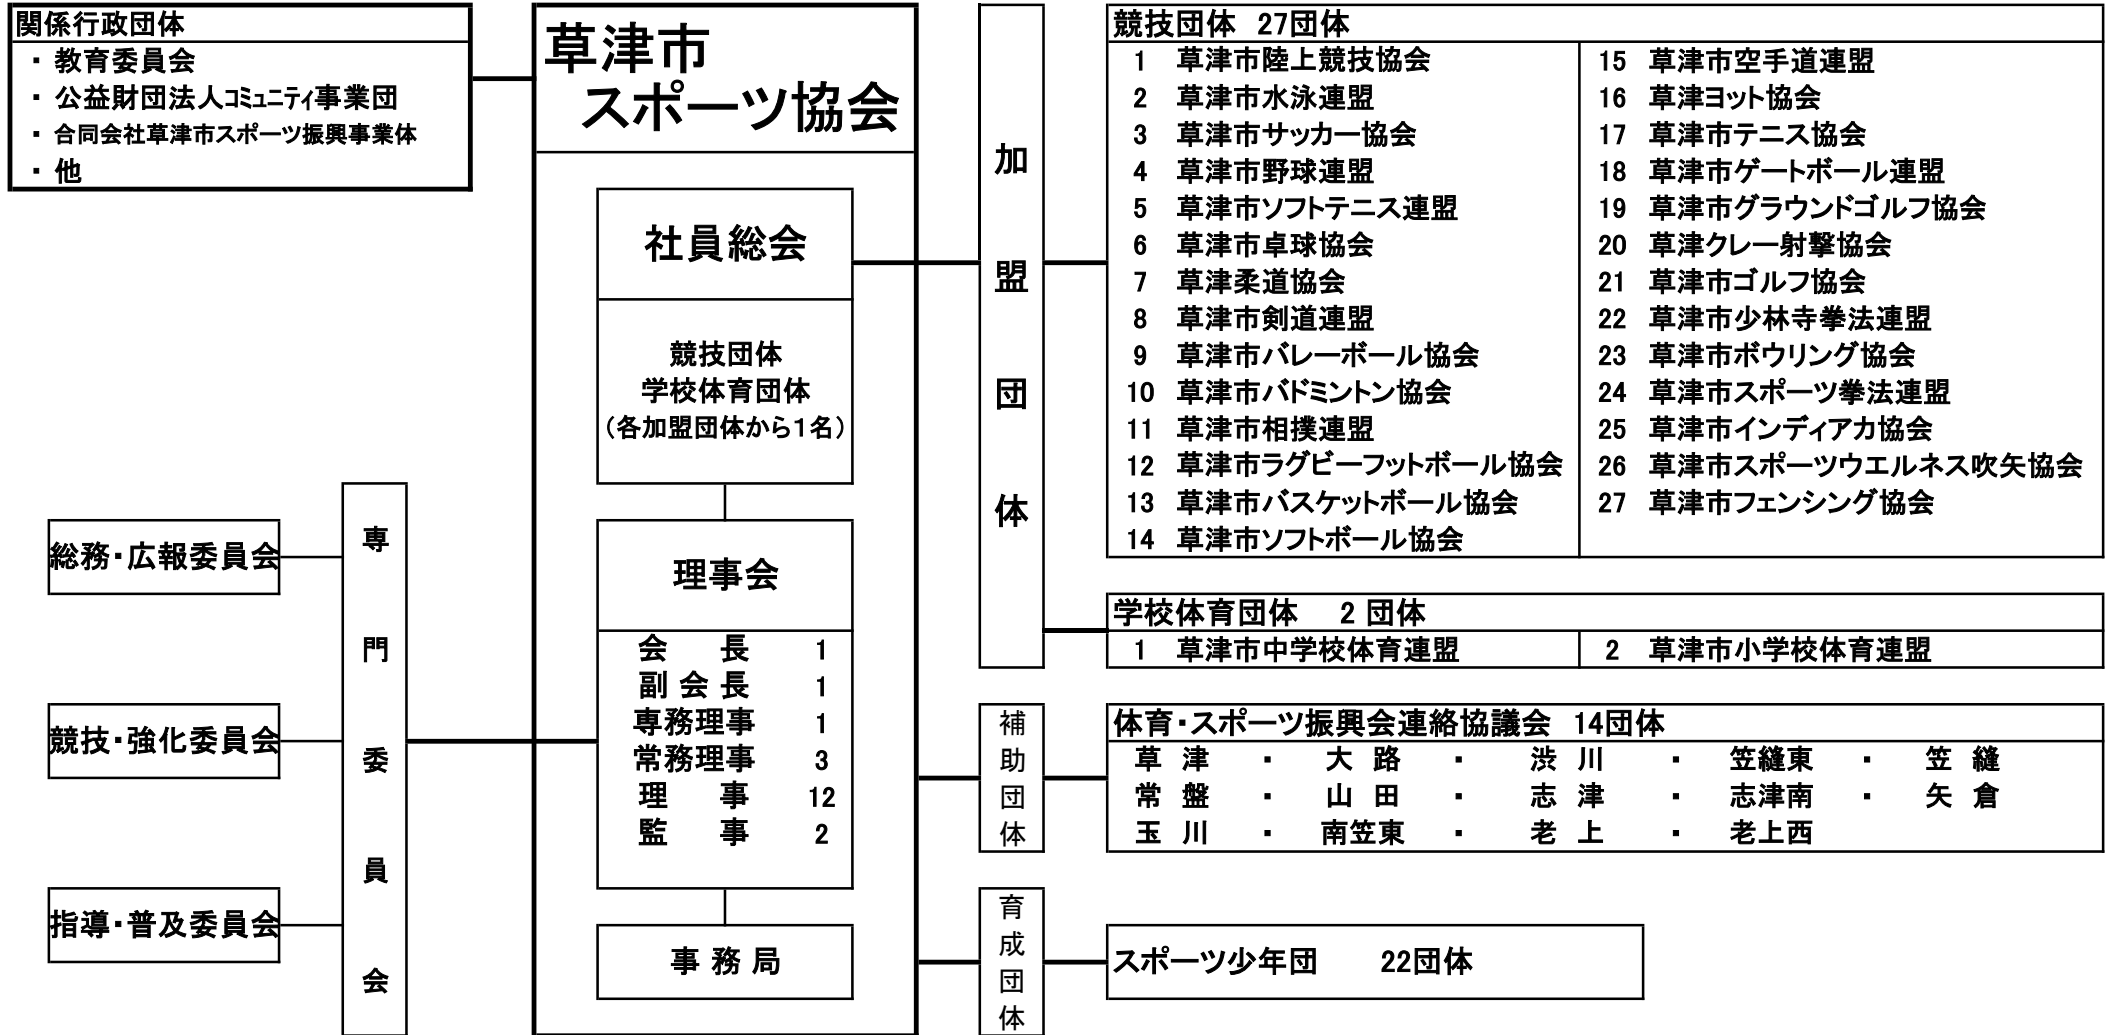 関係行政団体
・ 教育委員会
・ 公益財団法人コミュニティ事業団
・ 合同会社草津市スポーツ振興事業体
・ 他
草津市
スポーツ協会
社員総会
競技団体
学校体育団体
（各加盟団体から1名）
理事会
会　長　1
副会長　1
専務理事　1
常務理事　3
理　事　12
監　事　2
事務局
専門委員会
総務・広報委員会
競技・強化委員会
指導・普及委員会
加盟団体
競技団体　27団体
1　草津市陸上競技協会
2　草津市水泳連盟
3　草津市サッカー協会
4　草津市野球連盟
5　草津市ソフトテニス連盟
6　草津市卓球協会
7　草津柔道協会
8　草津市剣道連盟
9　草津市バレーボール協会
10　草津市バドミントン協会
11　草津市相撲連盟
12　草津市ラグビーフットボール協会
13　草津市バスケットボール協会
14　草津市ソフトボール協会
15　草津市空手道連盟
16　草津ヨット協会
17　草津市テニス協会
18　草津市ゲートボール連盟
19　草津市グラウンドゴルフ協会
20　草津クレー射撃協会
21　草津市ゴルフ協会
22　草津市少林寺拳法連盟
23　草津市ボウリング協会
24　草津市スポーツ拳法連盟
25　草津市インディアカ協会
26　草津市スポーツウエルネス吹矢協会
27　草津市フェンシング協会
学校体育団体　2 団体
1　草津市中学校体育連盟
2　草津市小学校体育連盟
補助団体
体育・スポーツ振興会連絡協議会　14団体
草津　・　大路　・　渋川　・　笠縫東　・　笠縫
常盤　・　山田　・　志津　・　志津南　・　矢倉
玉川　・　南笠東　・　老上　・　老上西
育成団体
スポーツ少年団　22団体